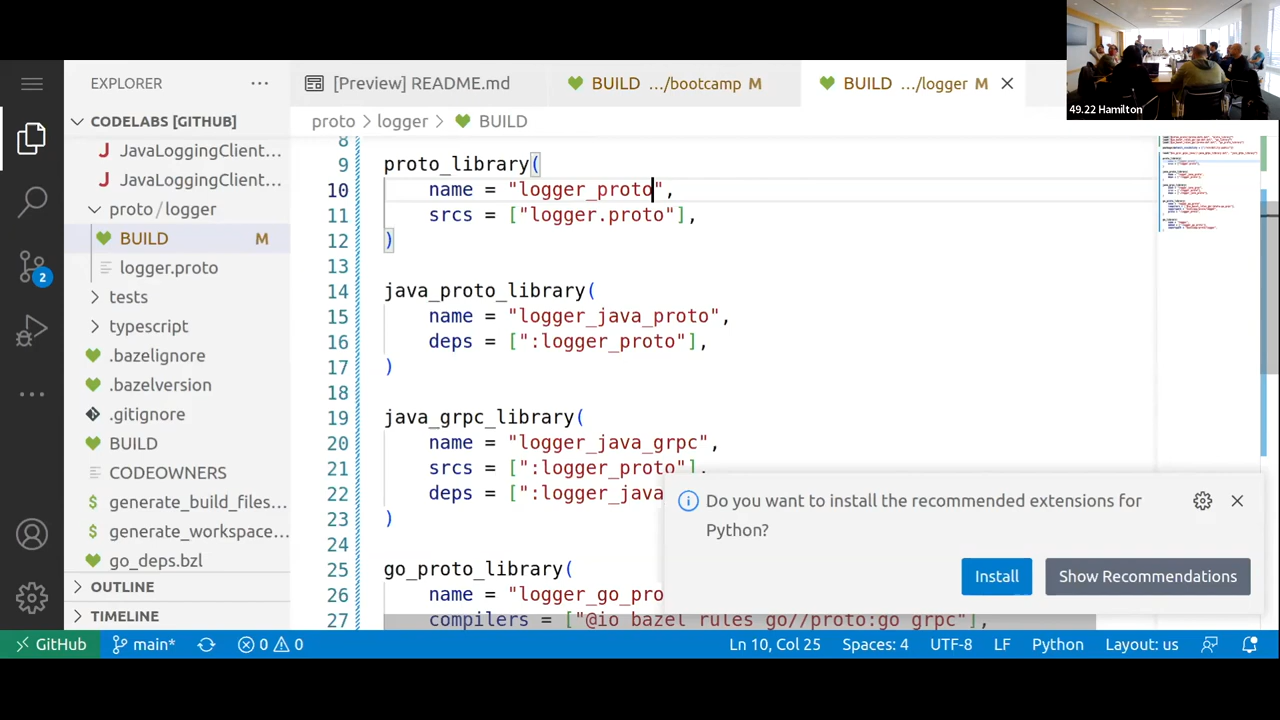 49.22 Hamilton
EXPLORER
[Preview] README.md
BUILD .../bootcamp M
BUILD .../logger M
CODELABS [GITHUB]
JavaLoggingClient...
JavaLoggingClient...
proto / logger
BUILD M
logger.proto
tests
typescript
.bazelignore
.bazelversion
.gitignore
BUILD
CODEOWNERS
generate_build_files...
generate_workspace...
go_deps.bzl
OUTLINE
TIMELINE
2
proto > logger > BUILD
8
9 proto_library(
10 name = "logger_proto",
11 srcs = ["logger.proto"],
12 )
13
14 java_proto_library(
15 name = "logger_java_proto",
16 deps = [":logger_proto"],
17 )
18
19 java_grpc_library(
20 name = "logger_java_grpc",
21 srcs = [":logger_proto"],
22 deps = [":logger_java
23 )
24
25 go_proto_library(
26 name = "logger_go_pro
27 compilers = ["@io_bazel_rules_go//proto:go_grpc"],
Do you want to install the recommended extensions for
Python?
Install
Show Recommendations
GitHub main* 0 0 Ln 10, Col 25 Spaces: 4 UTF-8 LF Python Layout: us